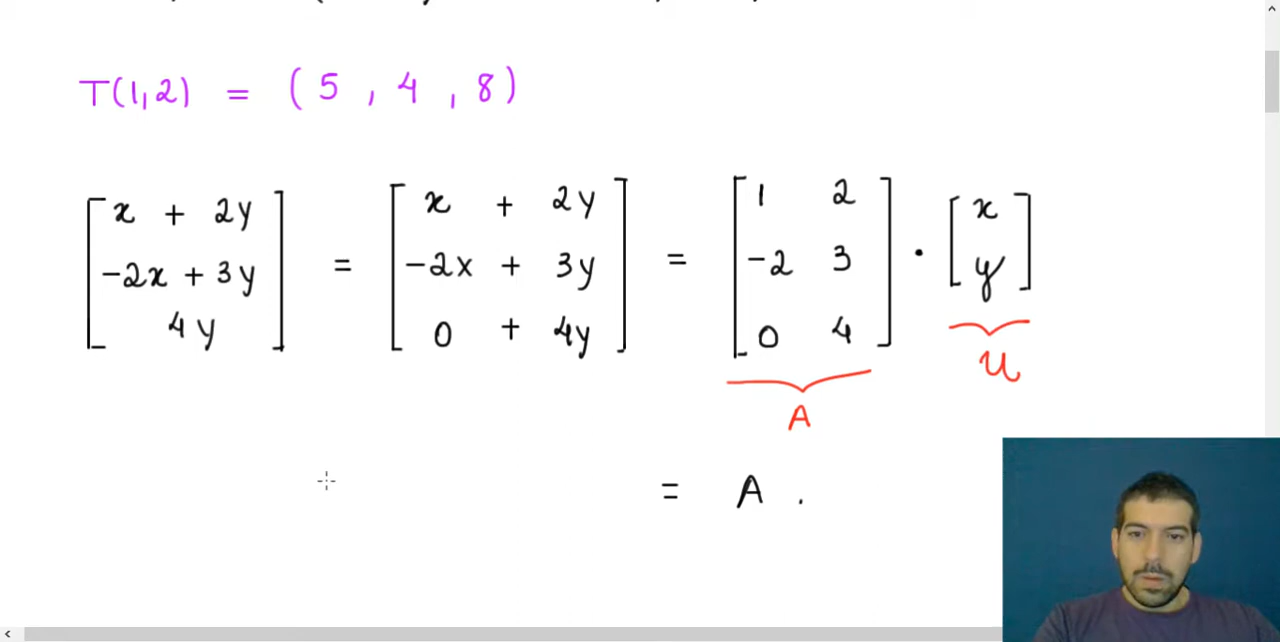 T(1,2) = (5, 4, 8)
[x + 2y; -2x + 3y; 4y] = [x + 2y; -2x + 3y; 0 + 4y] = [1 2; -2 3; 0 4] · [x; y]
A u
= A .